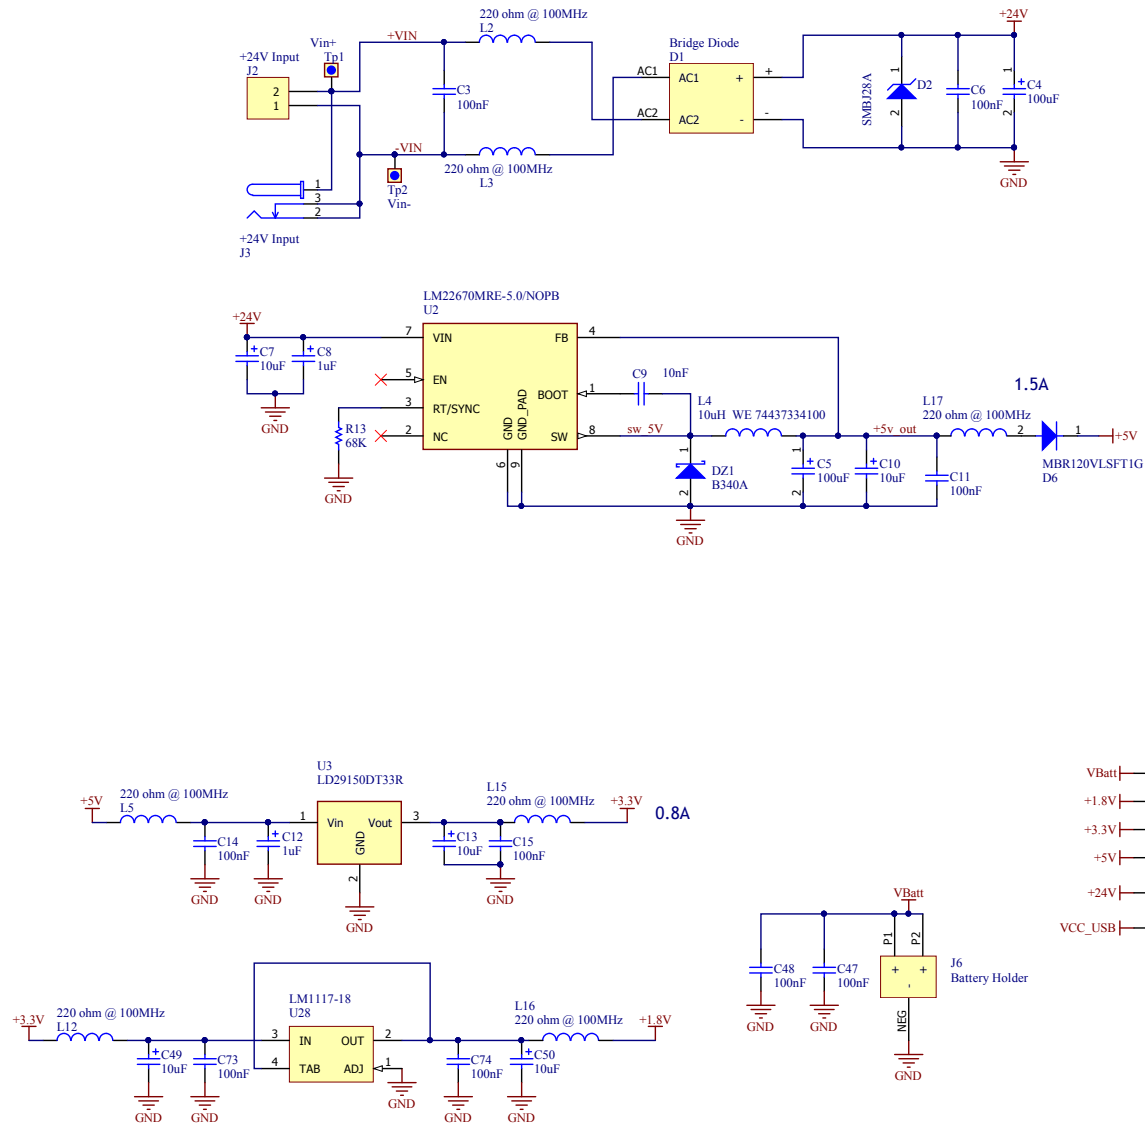 220 ohm @ 100MHz
L2
+24V
Vin+
Tp1
+VIN
Bridge Diode
D1
+24V Input
J2
2
1
C3
100nF
AC1
AC1
+
+
AC2
AC2
-
-
SMBJ28A
1
2
D2
C6
100nF
1
+
C4
100uF
2
-VIN
220 ohm @ 100MHz
L3
GND
Tp2
Vin-
1
3
2
+24V Input
J3
LM22670MRE-5.0/NOPB
U2
+24V
7
VIN
FB
4
+
C7
10uF
+
C8
1uF
5
EN
BOOT
1
C9
10nF
3
RT/SYNC
GND
GND_PAD
2
NC
SW
8
6
9
R13
68K
GND
GND
sw_5V
L4
10uH WE 74437334100
1
2
DZ1
B340A
GND
1
+
C5
100uF
2
+
C10
10uF
+5v_out
C11
100nF
1.5A
L17
220 ohm @ 100MHz
2
1
+5V
MBR120VLSFT1G
D6
U3
LD29150DT33R
+5V
220 ohm @ 100MHz
L5
1
Vin
Vout
3
GND
2
C14
100nF
+
C12
1uF
+
C13
10uF
C15
100nF
L15
220 ohm @ 100MHz
+3.3V
0.8A
GND
GND
GND
GND
VBatt
+1.8V
+3.3V
+5V
+24V
VCC_USB
VBatt
P1
P2
+
+
-
NEG
J6
Battery Holder
C48
100nF
C47
100nF
GND
GND
GND
LM1117-18
U28
+3.3V
220 ohm @ 100MHz
L12
3
IN
OUT
2
4
TAB
ADJ
1
+
C49
10uF
C73
100nF
C74
100nF
+
C50
10uF
L16
220 ohm @ 100MHz
+1.8V
GND
GND
GND
GND
GND